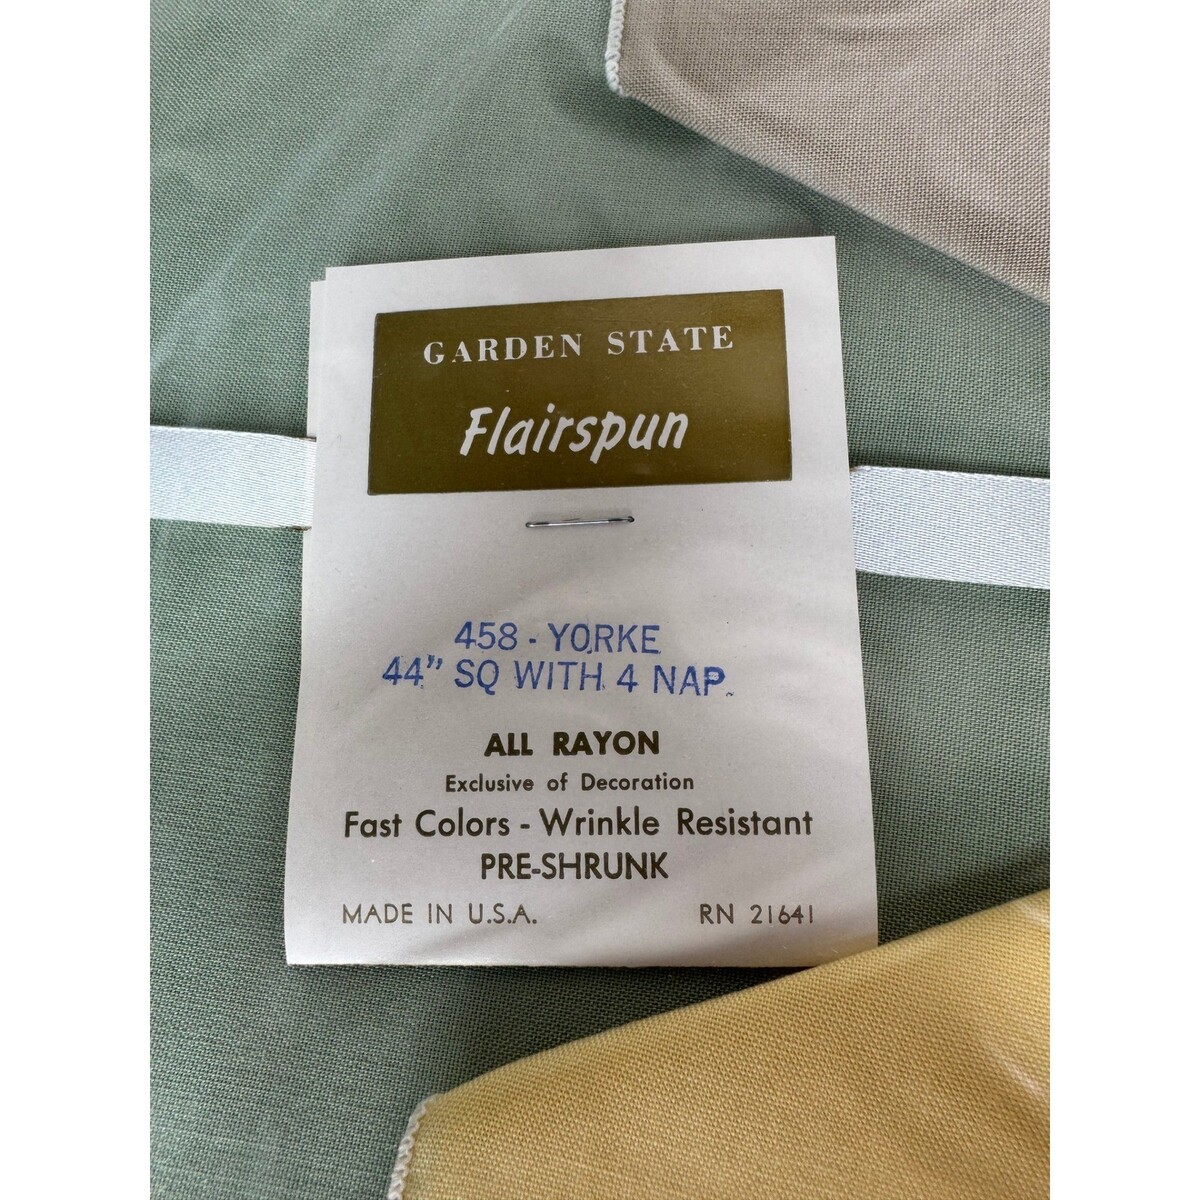 GARDEN STATE
Flairspun
458 - YORKE
44" SQ WITH 4 NAP.
ALL RAYON
Exclusive of Decoration
Fast Colors - Wrinkle Resistant
PRE-SHRUNK
MADE IN U.S.A. RN 21641